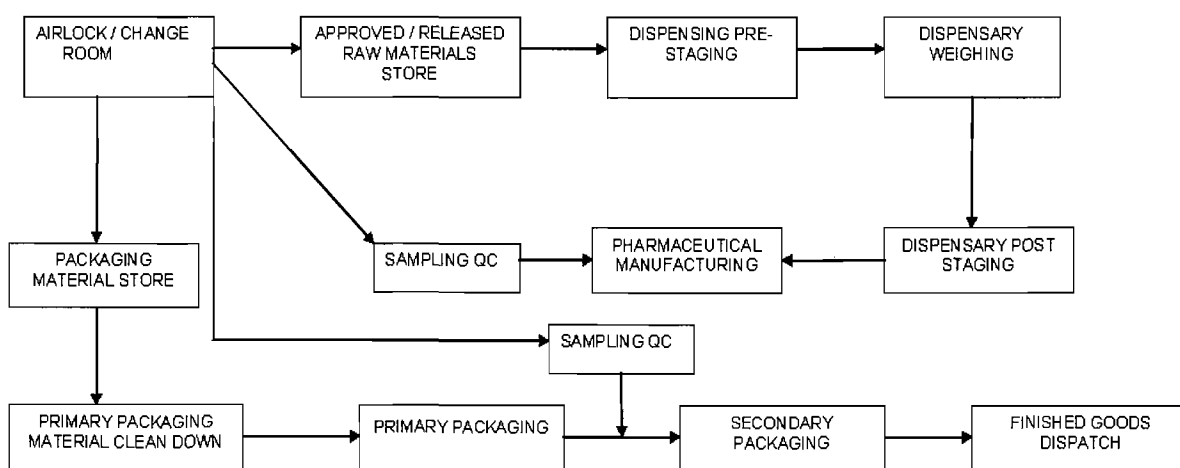 AIRLOCK / CHANGE
ROOM
APPROVED / RELEASED
RAW MATERIALS
STORE
DISPENSING PRE-
STAGING
DISPENSARY
WEIGHING
PACKAGING
MATERIAL STORE
SAMPLING QC
PHARMACEUTICAL
MANUFACTURING
DISPENSARY POST
STAGING
SAMPLING QC
PRIMARY PACKAGING
MATERIAL CLEAN DOWN
PRIMARY PACKAGING
SECONDARY
PACKAGING
FINISHED GOODS
DISPATCH